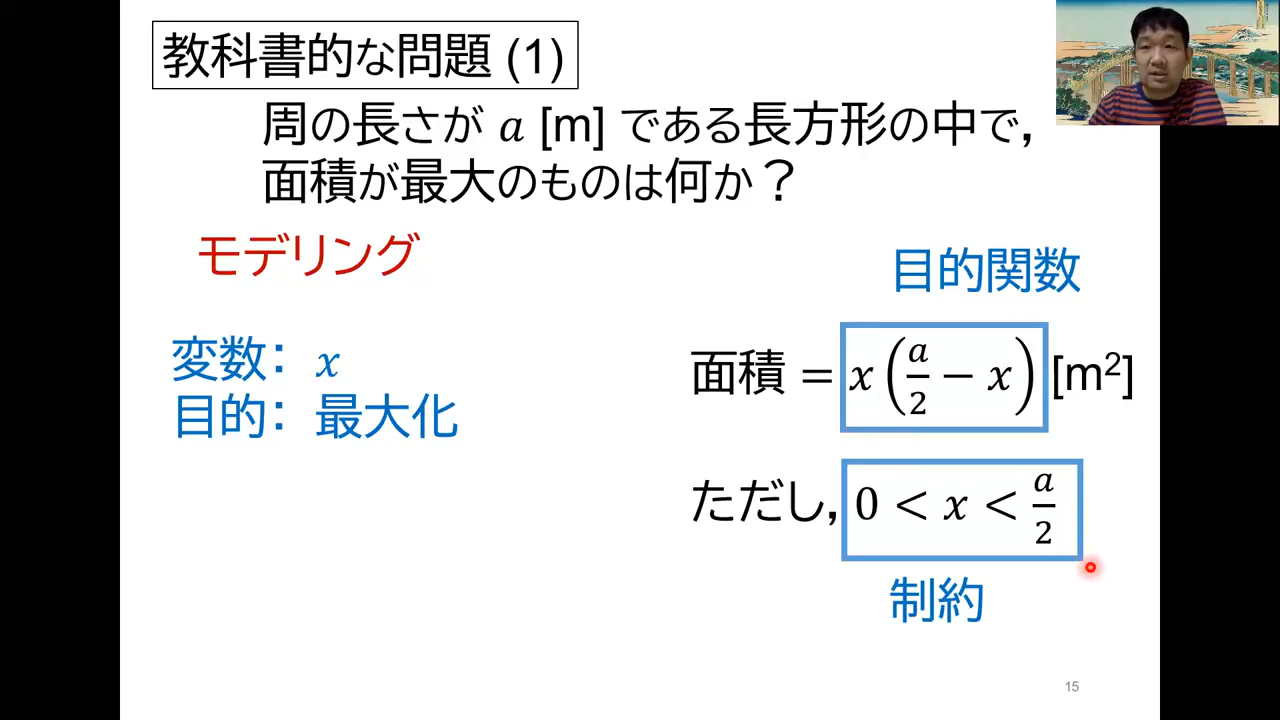 教科書的な問題 (1)
周の長さが a [m] である長方形の中で,
面積が最大のものは何か？
モデリング
目的関数
変数： x
目的： 最大化
面積 = x(a/2 − x) [m²]
ただし, 0 < x < a/2
制約
15